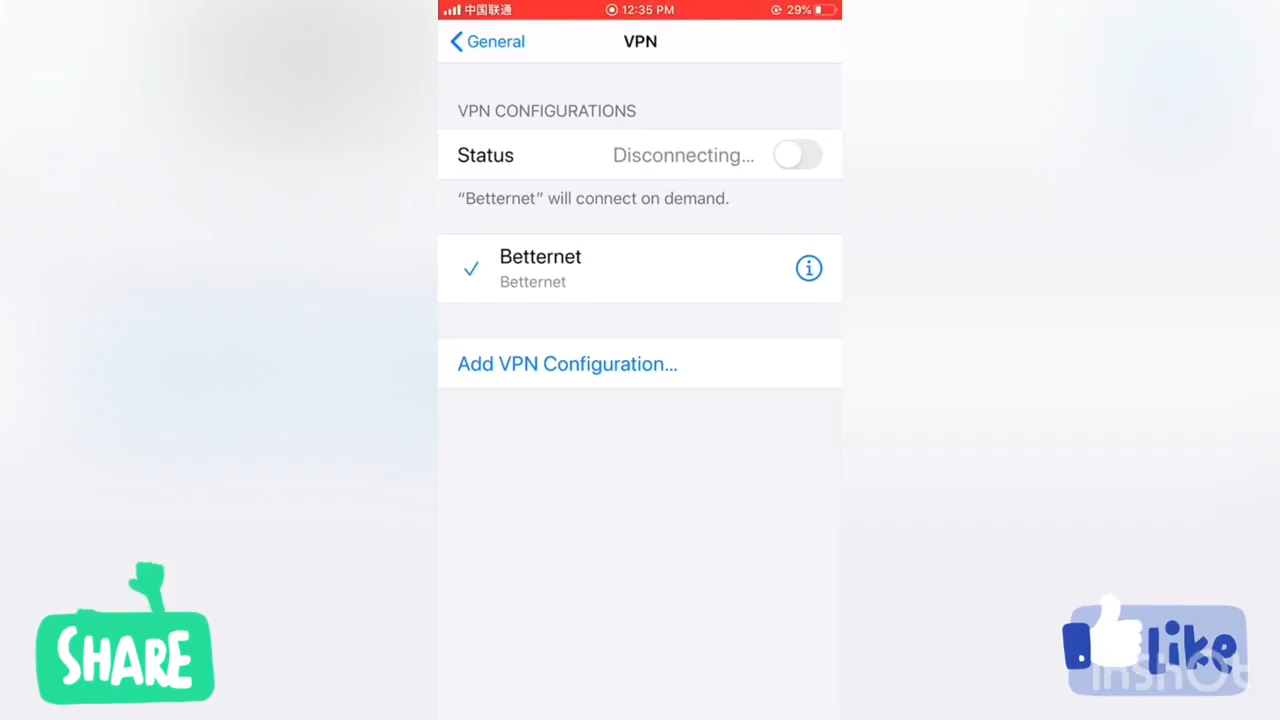 中国联通
12:35 PM
29%
General
VPN
VPN CONFIGURATIONS
Status
Disconnecting...
“Betternet” will connect on demand.
Betternet
Betternet
Add VPN Configuration...
SHARE
like
InShOt